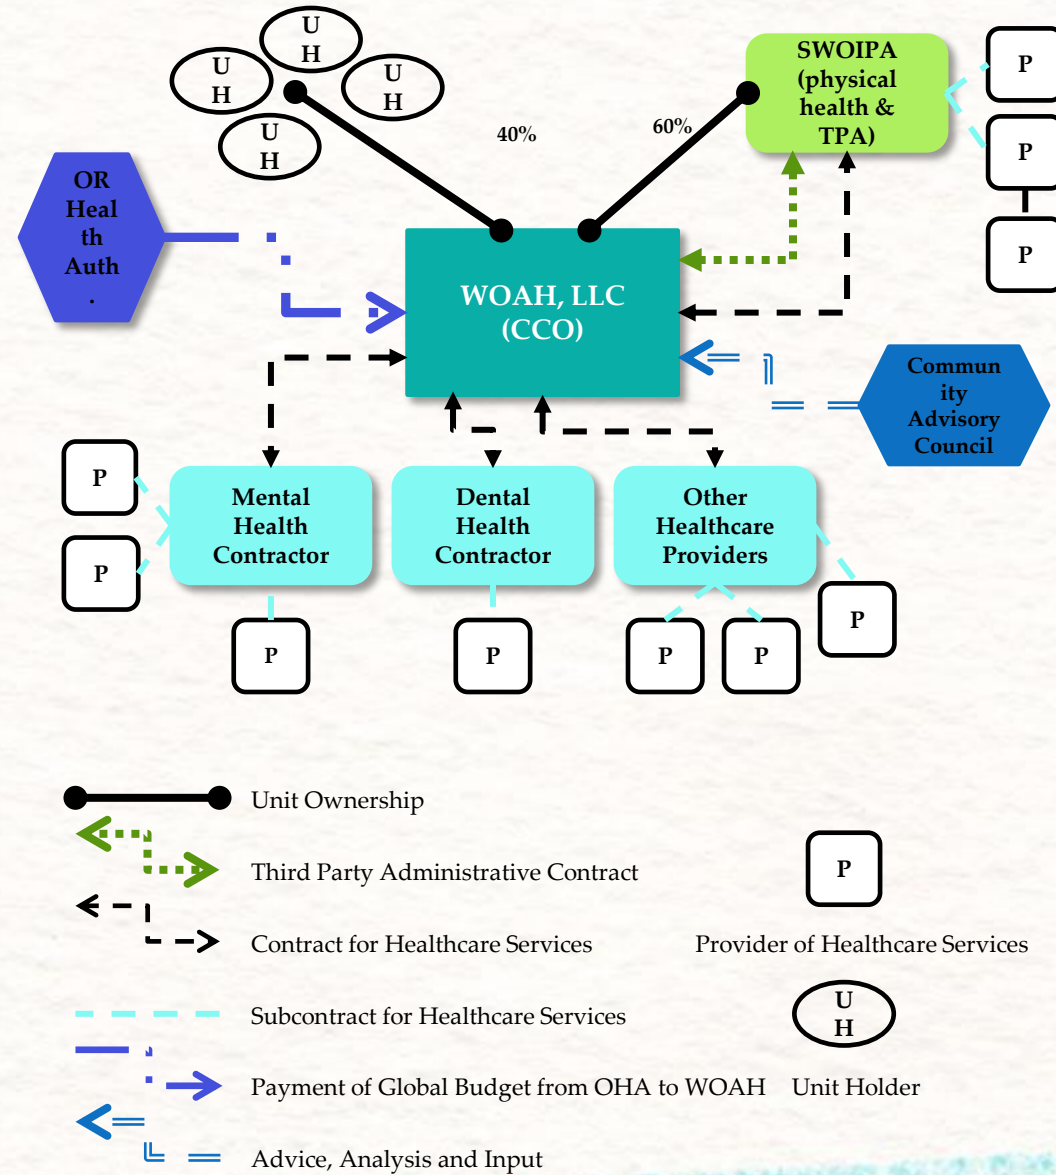 U
H
U
H
U
H
U
H
40%
60%
SWOIPA
(physical
health &
TPA)
P
P
P
OR
Heal
th
Auth
.
WOAH, LLC
(CCO)
Commun
ity
Advisory
Council
P
P
Mental
Health
Contractor
Dental
Health
Contractor
Other
Healthcare
Providers
P
P
P
P
P
Unit Ownership
Third Party Administrative Contract
P
Contract for Healthcare Services
Provider of Healthcare Services
Subcontract for Healthcare Services
U
H
Payment of Global Budget from OHA to WOAH
Unit Holder
Advice, Analysis and Input